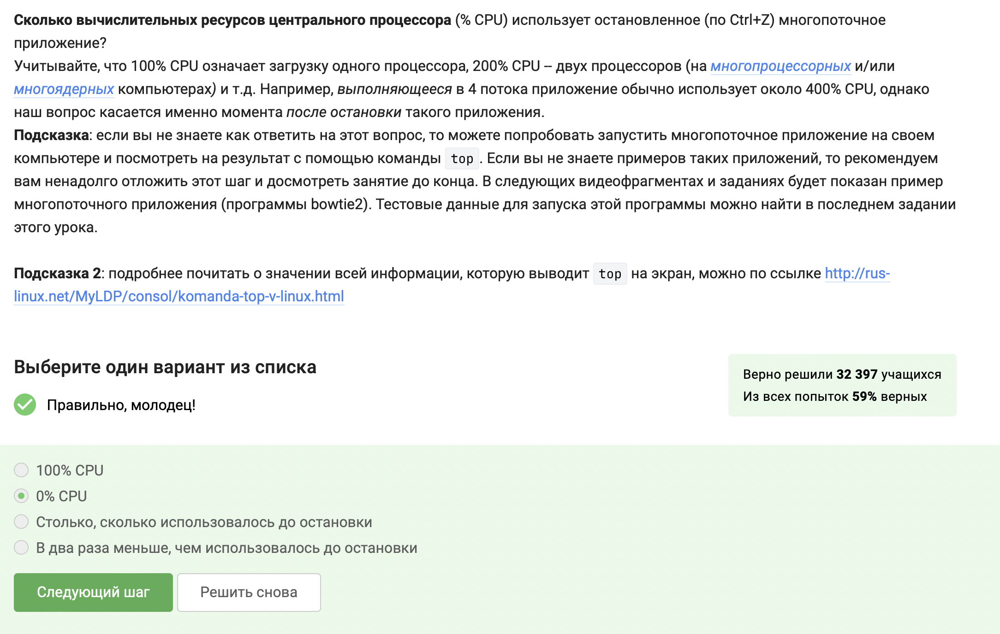 Сколько вычислительных ресурсов центрального процессора (% CPU) использует остановленное (по Ctrl+Z) многопоточное
приложение?
Учитывайте, что 100% CPU означает загрузку одного процессора, 200% CPU -- двух процессоров (на многопроцессорных и/или
многоядерных компьютерах) и т.д. Например, выполняющееся в 4 потока приложение обычно использует около 400% CPU, однако
наш вопрос касается именно момента после остановки такого приложения.
Подсказка: если вы не знаете как ответить на этот вопрос, то можете попробовать запустить многопоточное приложение на своем
компьютере и посмотреть на результат с помощью команды top. Если вы не знаете примеров таких приложений, то рекомендуем
вам ненадолго отложить этот шаг и досмотреть занятие до конца. В следующих видеофрагментах и заданиях будет показан пример
многопоточного приложения (программы bowtie2). Тестовые данные для запуска этой программы можно найти в последнем задании
этого урока.
Подсказка 2: подробнее почитать о значении всей информации, которую выводит top на экран, можно по ссылке http://rus-
linux.net/MyLDP/consol/komanda-top-v-linux.html
Выберите один вариант из списка
Правильно, молодец!
Верно решили 32 397 учащихся
Из всех попыток 59% верных
100% CPU
0% CPU
Столько, сколько использовалось до остановки
В два раза меньше, чем использовалось до остановки
Следующий шаг
Решить снова